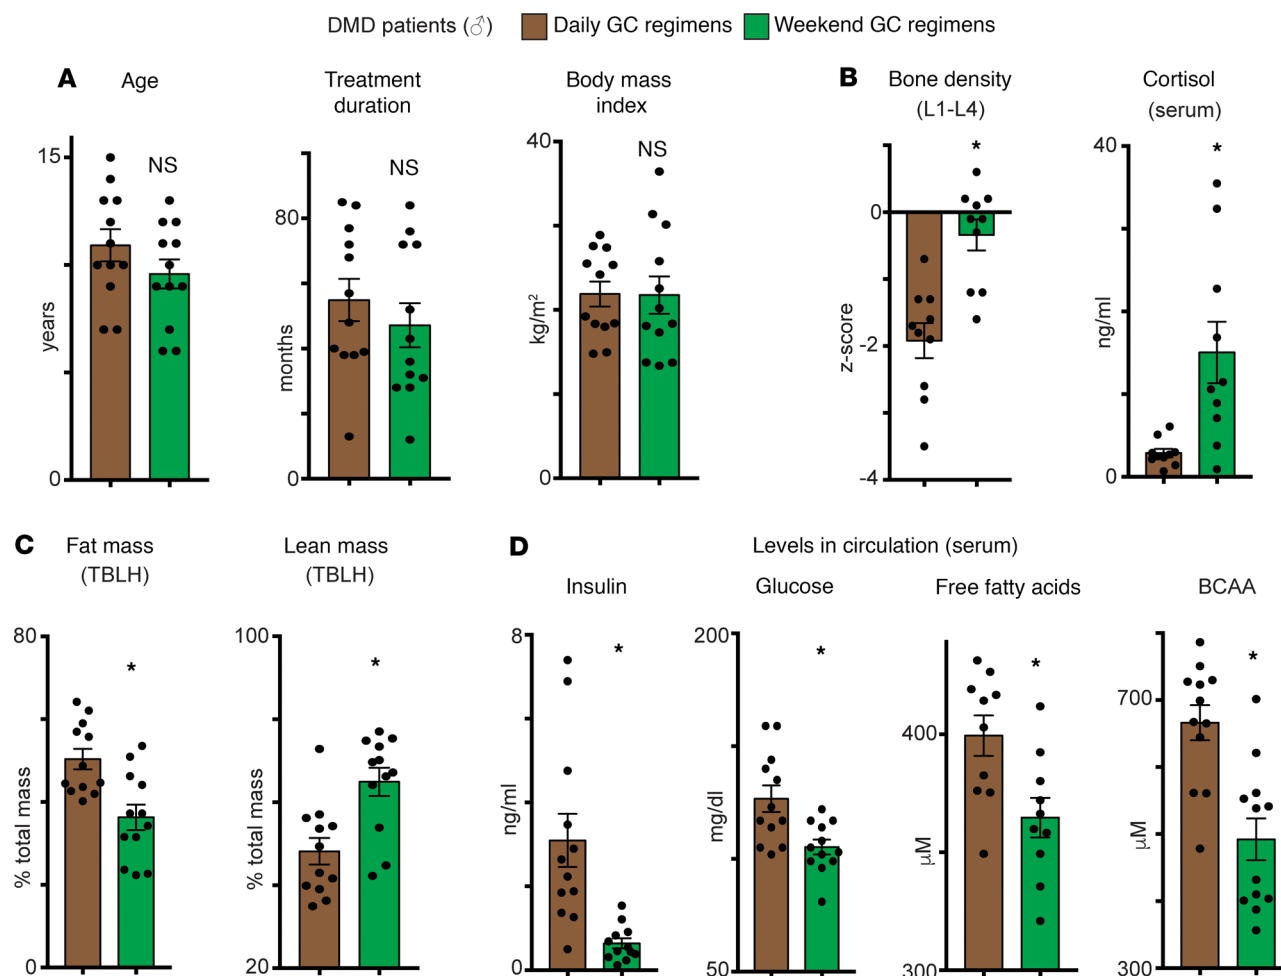 DMD patients (♂) Daily GC regimens Weekend GC regimens
A Age Treatment duration Body mass index
B Bone density (L1-L4) Cortisol (serum)
15 NS
0
years
80 NS
0
months
40 NS
0
kg/m²
0 *
-2
-4
z-score
40 *
0
ng/ml
C Fat mass (TBLH) Lean mass (TBLH)
D Levels in circulation (serum)
Insulin Glucose Free fatty acids BCAA
80 *
0
% total mass
100 *
20
% total mass
8 *
0
ng/ml
200 *
50
mg/dl
400 *
300
µM
700 *
300
µM